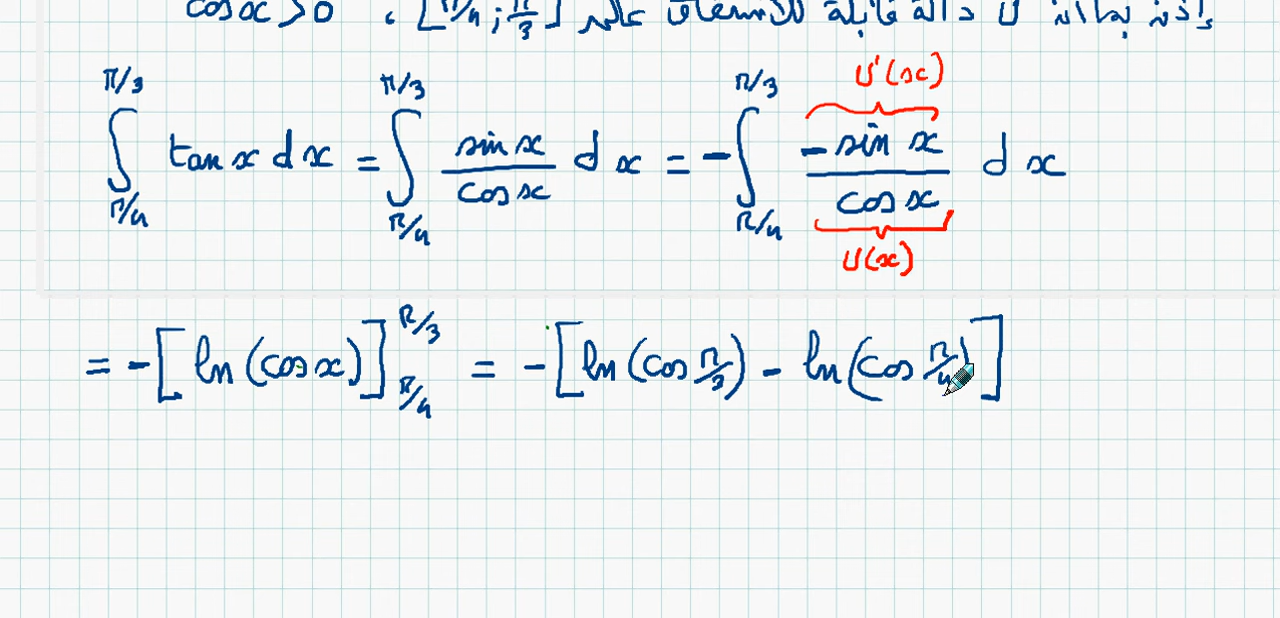 وإذن بما أن U دالة قابلة للاشتقاق على [π/4 ; π/3] ، cos x > 0
∫_{π/4}^{π/3} tan x dx = ∫_{π/4}^{π/3} sin x / cos x dx = - ∫_{π/4}^{π/3} -sin x / cos x dx
U'(x)
U(x)
= -[ln(cos x)]_{π/4}^{π/3} = -[ln(cos π/3) - ln(cos π/4)]